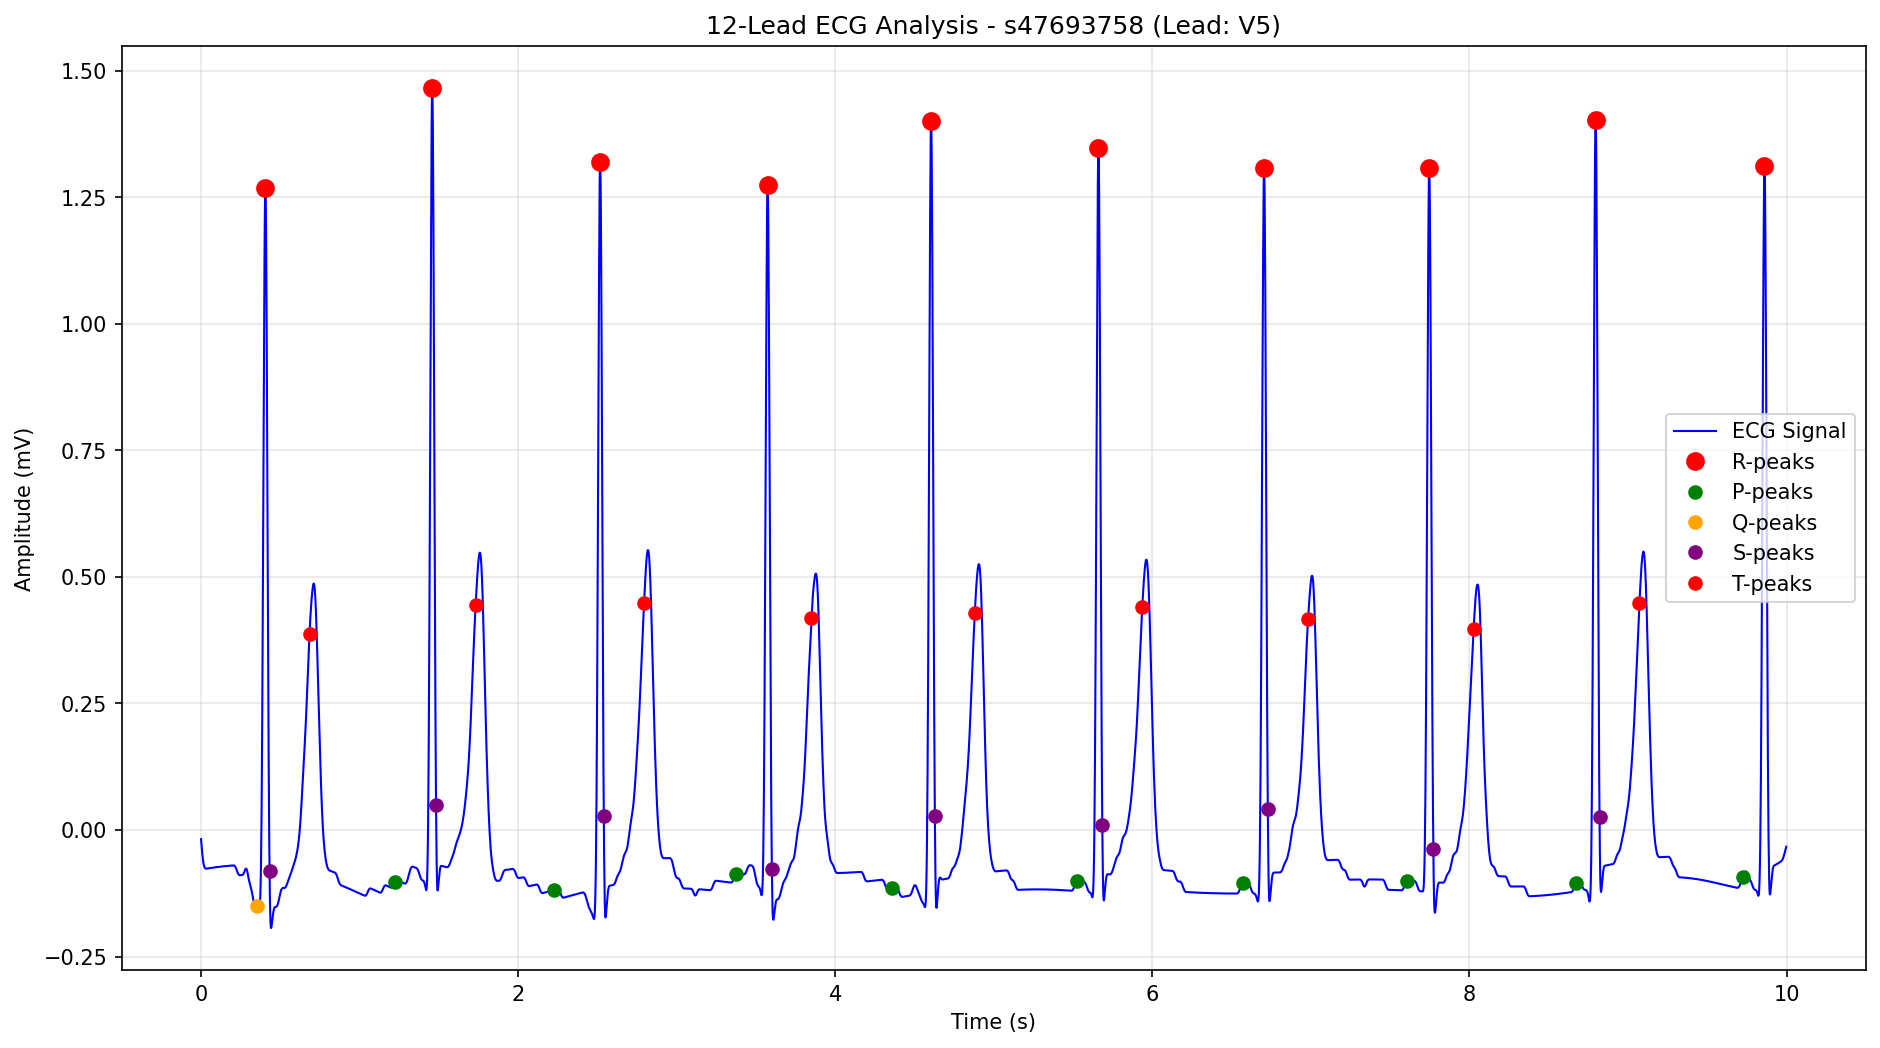 12-Lead ECG Analysis - s47693758 (Lead: V5)
1.50
1.25
1.00
0.75
0.50
0.25
0.00
−0.25
Amplitude (mV)
ECG Signal
R-peaks
P-peaks
Q-peaks
S-peaks
T-peaks
0 2 4 6 8 10
Time (s)